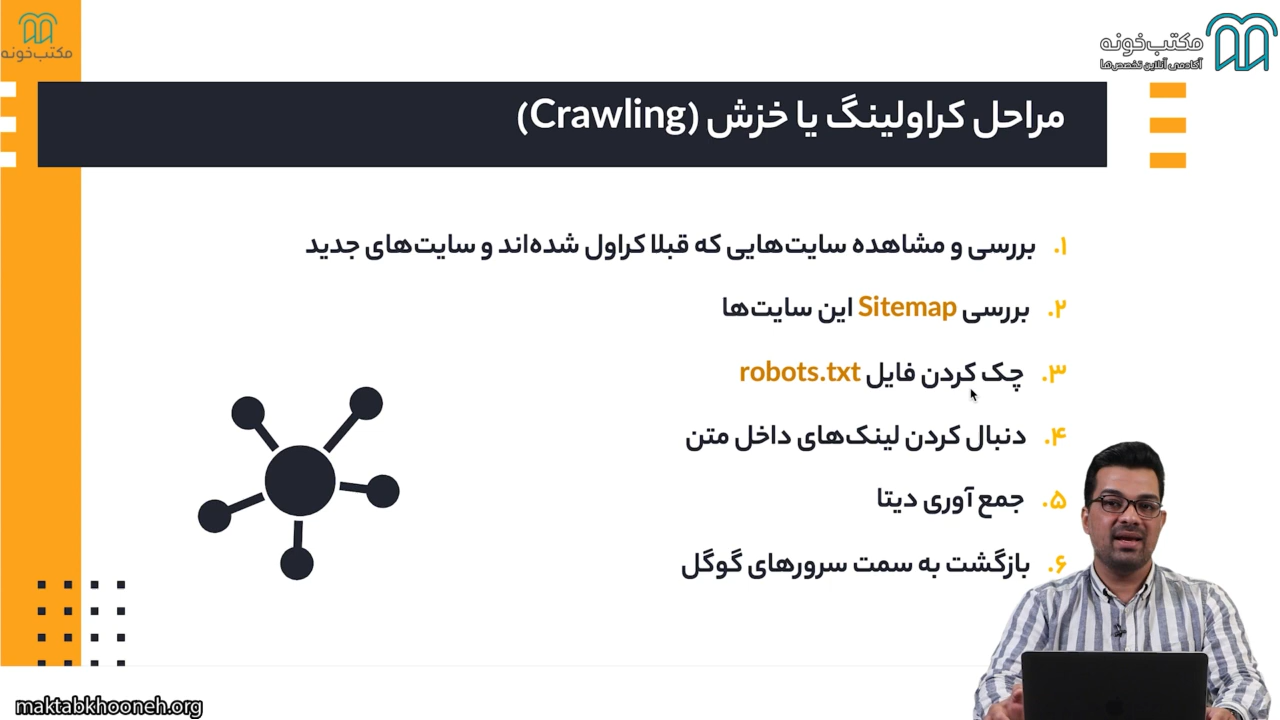 مکتب‌خونه
مکتب‌خونه
آکادمی آنلاین تخصص‌ها
مراحل کراولینگ یا خزش (Crawling)
۱. بررسی و مشاهده سایت‌هایی که قبلا کراول شده‌اند و سایت‌های جدید
۲. بررسی Sitemap این سایت‌ها
۳. چک کردن فایل robots.txt
۴. دنبال کردن لینک‌های داخل متن
۵. جمع آوری دیتا
۶. بازگشت به سمت سرورهای گوگل
maktabkhooneh.org